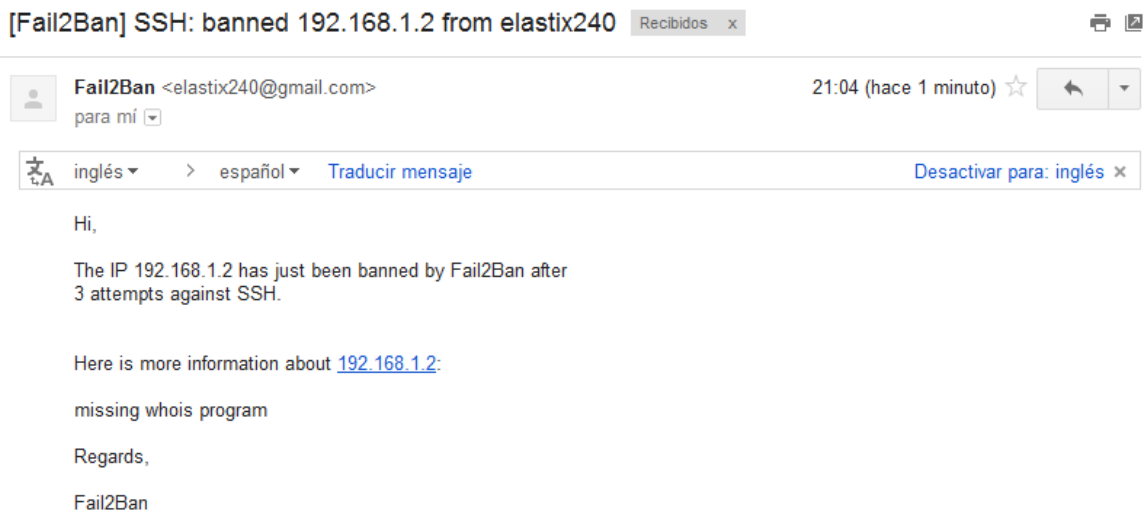 [Fail2Ban] SSH: banned 192.168.1.2 from elastix240 Recibidos x
Fail2Ban <elastix240@gmail.com> 21:04 (hace 1 minuto)
para mí
inglés > español Traducir mensaje Desactivar para: inglés ×
Hi,
The IP 192.168.1.2 has just been banned by Fail2Ban after
3 attempts against SSH.
Here is more information about 192.168.1.2:
missing whois program
Regards,
Fail2Ban